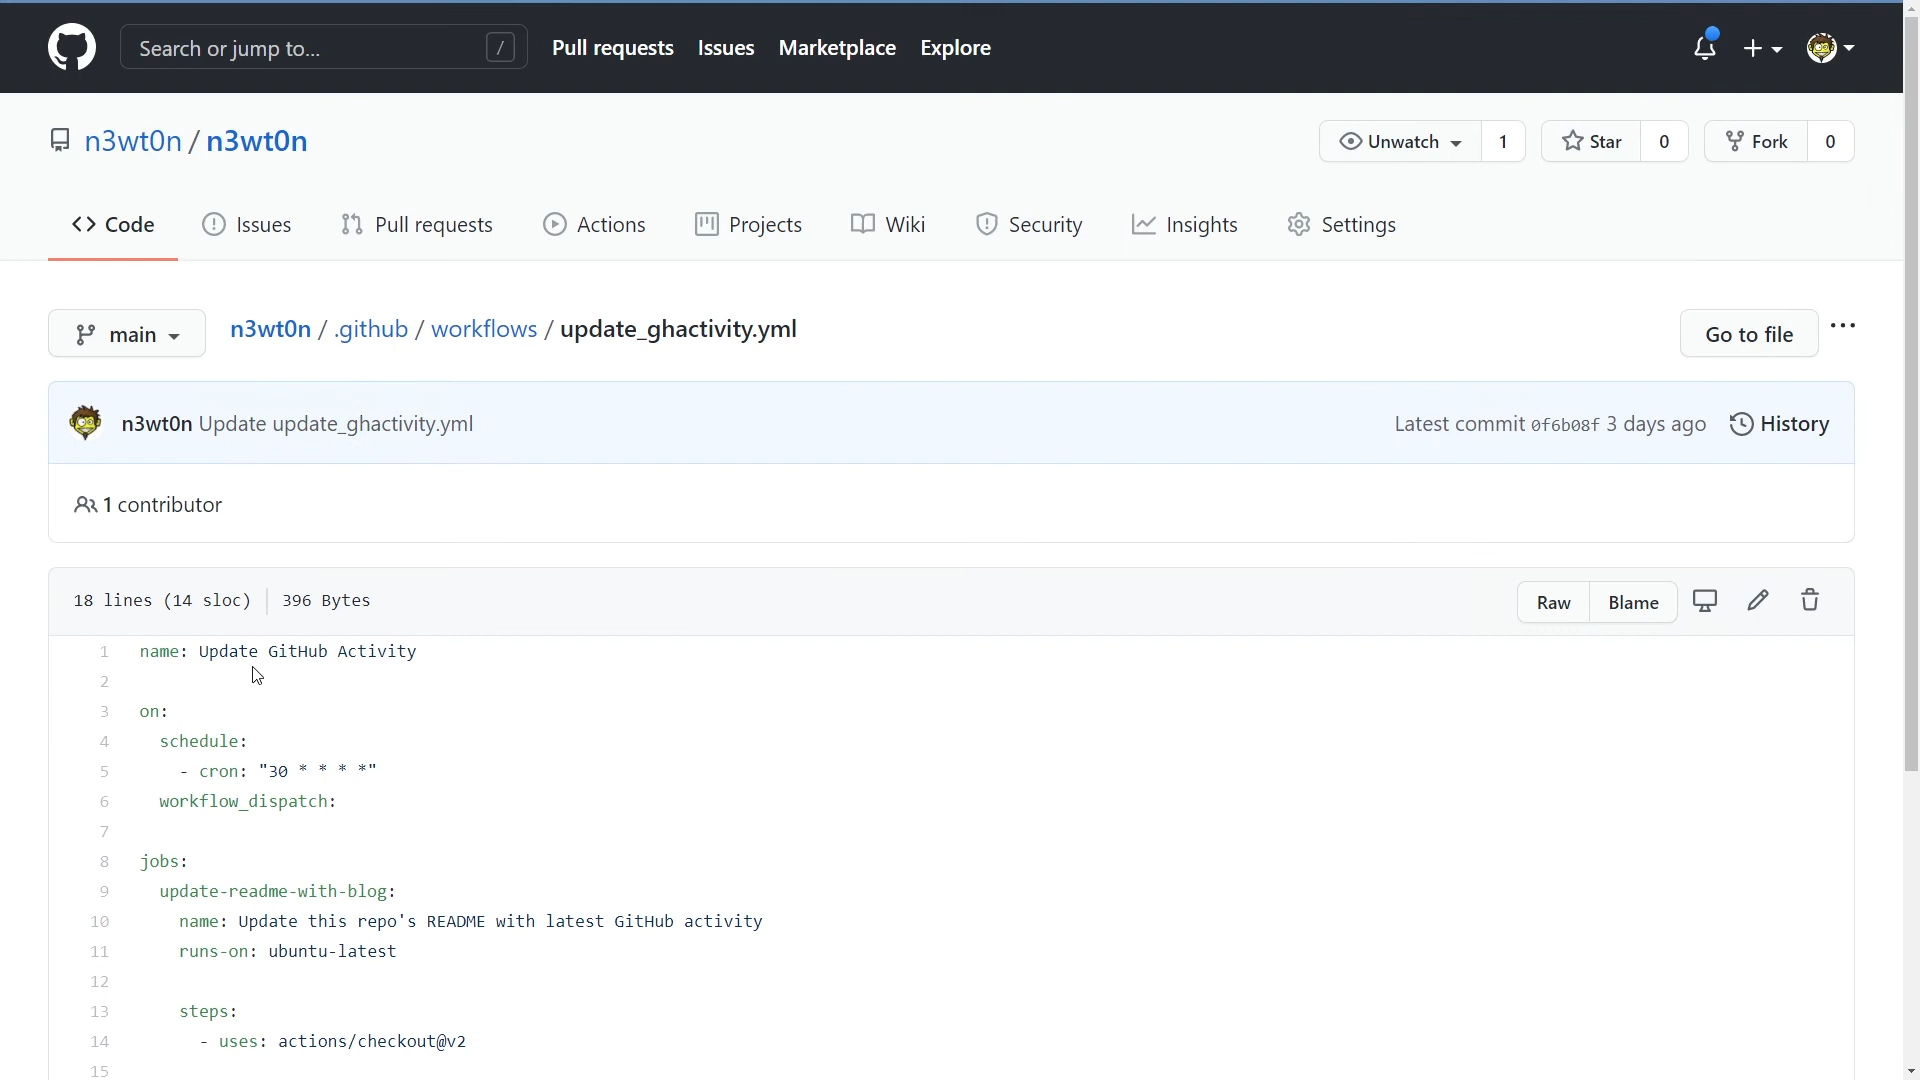 Search or jump to... / Pull requests Issues Marketplace Explore
n3wt0n / n3wt0n Unwatch 1 Star 0 Fork 0
Code Issues Pull requests Actions Projects Wiki Security Insights Settings
main n3wt0n / .github / workflows / update_ghactivity.yml Go to file ...
n3wt0n Update update_ghactivity.yml Latest commit 0f6b08f 3 days ago History
1 contributor
18 lines (14 sloc) 396 Bytes Raw Blame
1 name: Update GitHub Activity
2
3 on:
4 schedule:
5 - cron: "30 * * * *"
6 workflow_dispatch:
7
8 jobs:
9 update-readme-with-blog:
10 name: Update this repo's README with latest GitHub activity
11 runs-on: ubuntu-latest
12
13 steps:
14 - uses: actions/checkout@v2
15